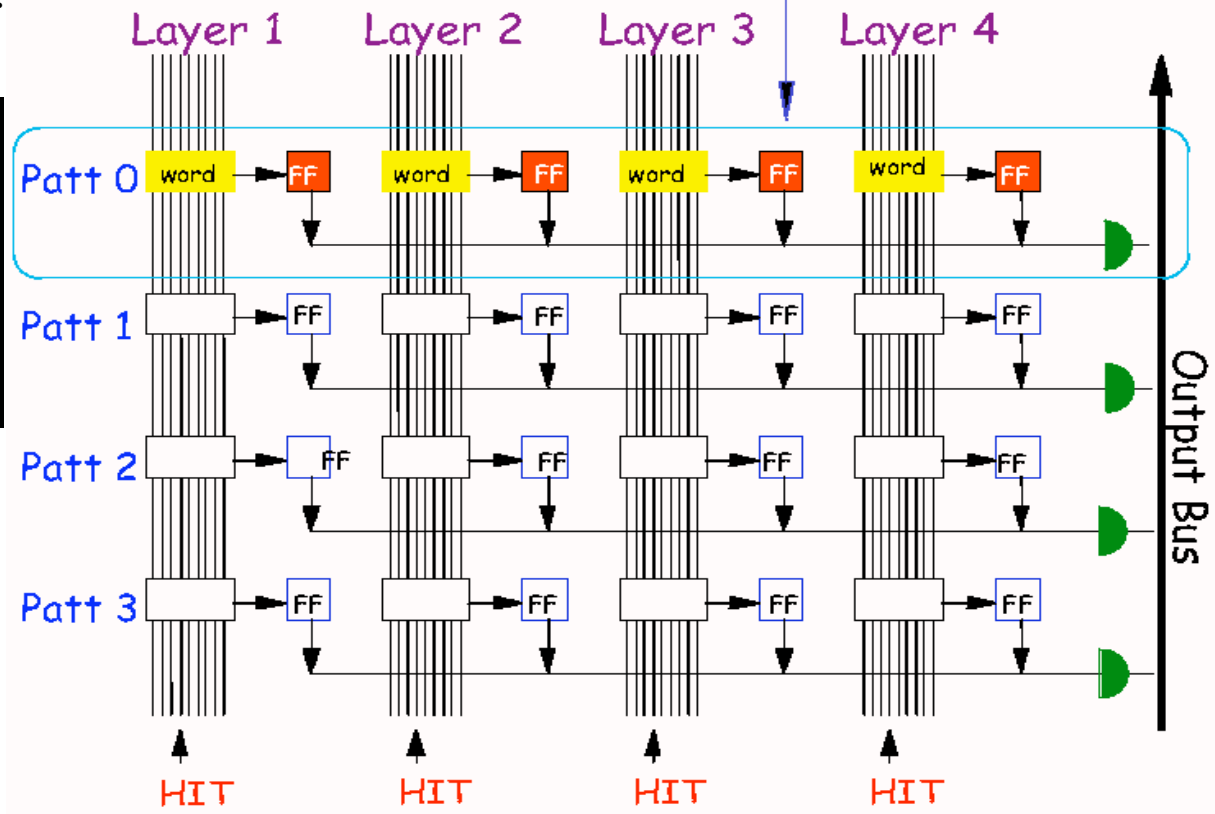 Layer 1 Layer 2 Layer 3 Layer 4
Patt 0 word FF word FF word FF word FF
Patt 1 FF FF FF FF
Patt 2 FF FF FF FF
Patt 3 FF FF FF FF
Output Bus
HIT HIT HIT HIT